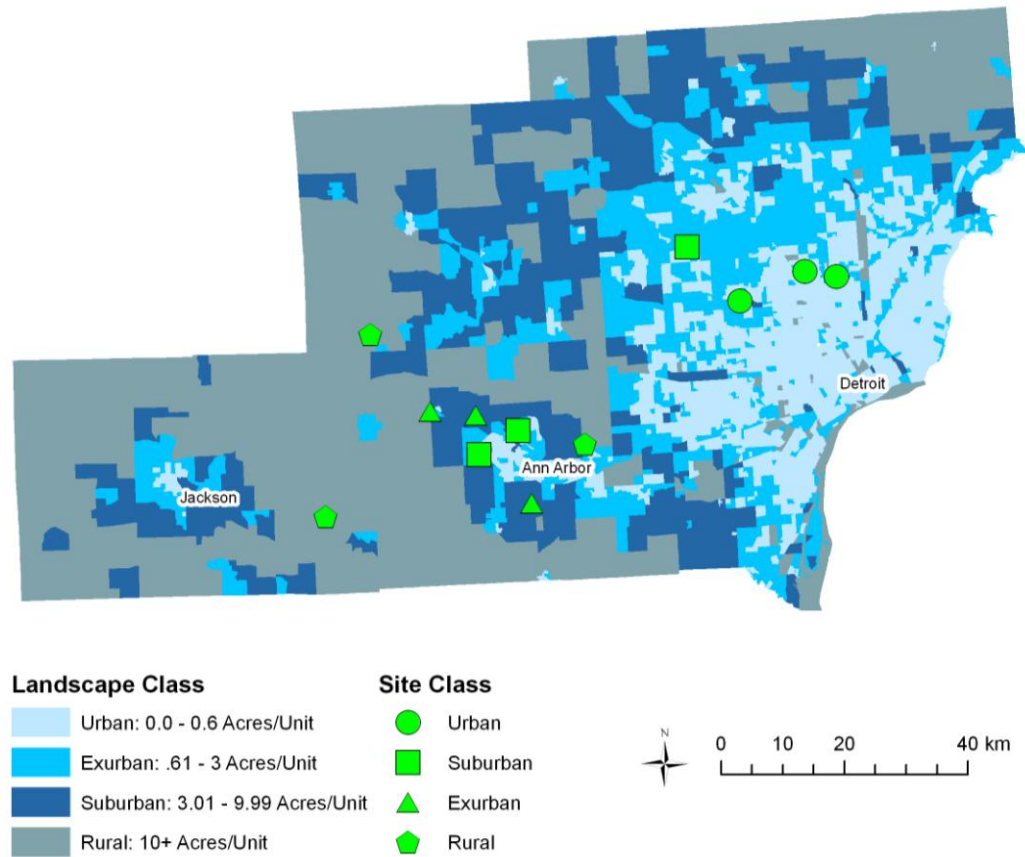 Detroit
Ann Arbor
Jackson
Landscape Class
Urban: 0.0 - 0.6 Acres/Unit
Exurban: .61 - 3 Acres/Unit
Suburban: 3.01 - 9.99 Acres/Unit
Rural: 10+ Acres/Unit
Site Class
Urban
Suburban
Exurban
Rural
N
0 10 20 40 km